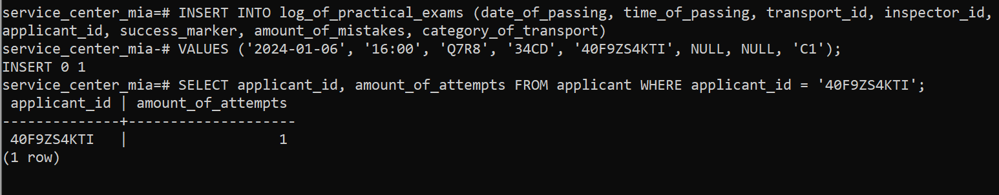 service_center_mia=# INSERT INTO log_of_practical_exams (date_of_passing, time_of_passing, transport_id, inspector_id,
applicant_id, success_marker, amount_of_mistakes, category_of_transport)
service_center_mia-# VALUES ('2024-01-06', '16:00', 'Q7R8', '34CD', '40F9ZS4KTI', NULL, NULL, 'C1');
INSERT 0 1
service_center_mia=# SELECT applicant_id, amount_of_attempts FROM applicant WHERE applicant_id = '40F9ZS4KTI';
 applicant_id | amount_of_attempts
--------------+--------------------
 40F9ZS4KTI   |                  1
(1 row)